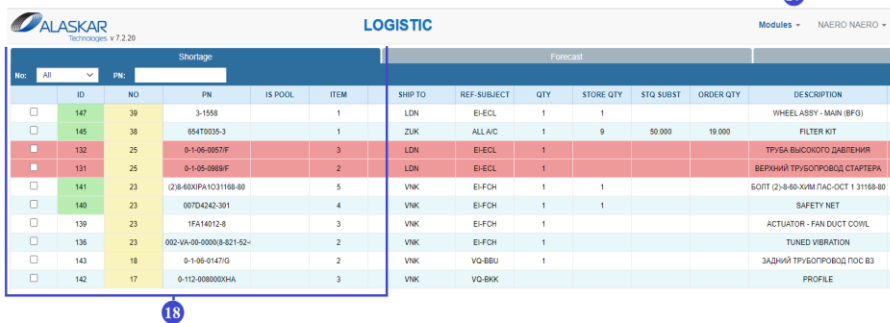 ALASKAR
Technologies v 7.2.20
LOGISTIC
Modules
NAERO NAERO
Shortage
Forecast
No: All PN:
ID NO PN IS POOL ITEM SHIP TO REF-SUBJECT QTY STORE QTY STQ SUBST ORDER QTY DESCRIPTION
147 39 3-1558 1 LDN EI-ECL 1 1 WHEEL ASSY - MAIN (BFG)
145 38 654T0035-3 1 ZUK ALL A/C 1 9 50.000 19.000 FILTER KIT
132 25 0-1-06-0057/F 3 LDN EI-ECL 1 ТРУБА ВЫСОКОГО ДАВЛЕНИЯ
131 25 0-1-05-0989/F 2 LDN EI-ECL 1 ВЕРХНИЙ ТРУБОПРОВОД СТАРТЕРА
141 23 (2)8-60XIPA1O31168-80 5 VNK EI-FCH 1 1 БОЛТ (2)-8-60-ХИМ.ПАС-ОСТ 1 31168-80
140 23 007D4242-301 4 VNK EI-FCH 1 1 SAFETY NET
139 23 1FA14012-8 3 VNK EI-FCH 1 ACTUATOR - FAN DUCT COWL
136 23 002-VA-00-0000(8-821-52- 2 VNK EI-FCH 1 TUNED VIBRATION
143 18 0-1-06-0147/G 2 VNK VQ-BBU 1 ЗАДНИЙ ТРУБОПРОВОД ПОС ВЗ
142 17 0-112-008000XHA 3 VNK VQ-BKK PROFILE
18